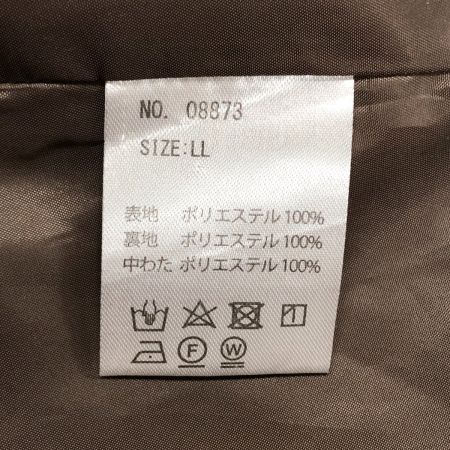 NO. 08873
SIZE:LL
表地 ポリエステル100%
裏地 ポリエステル100%
中わた ポリエステル100%
F W